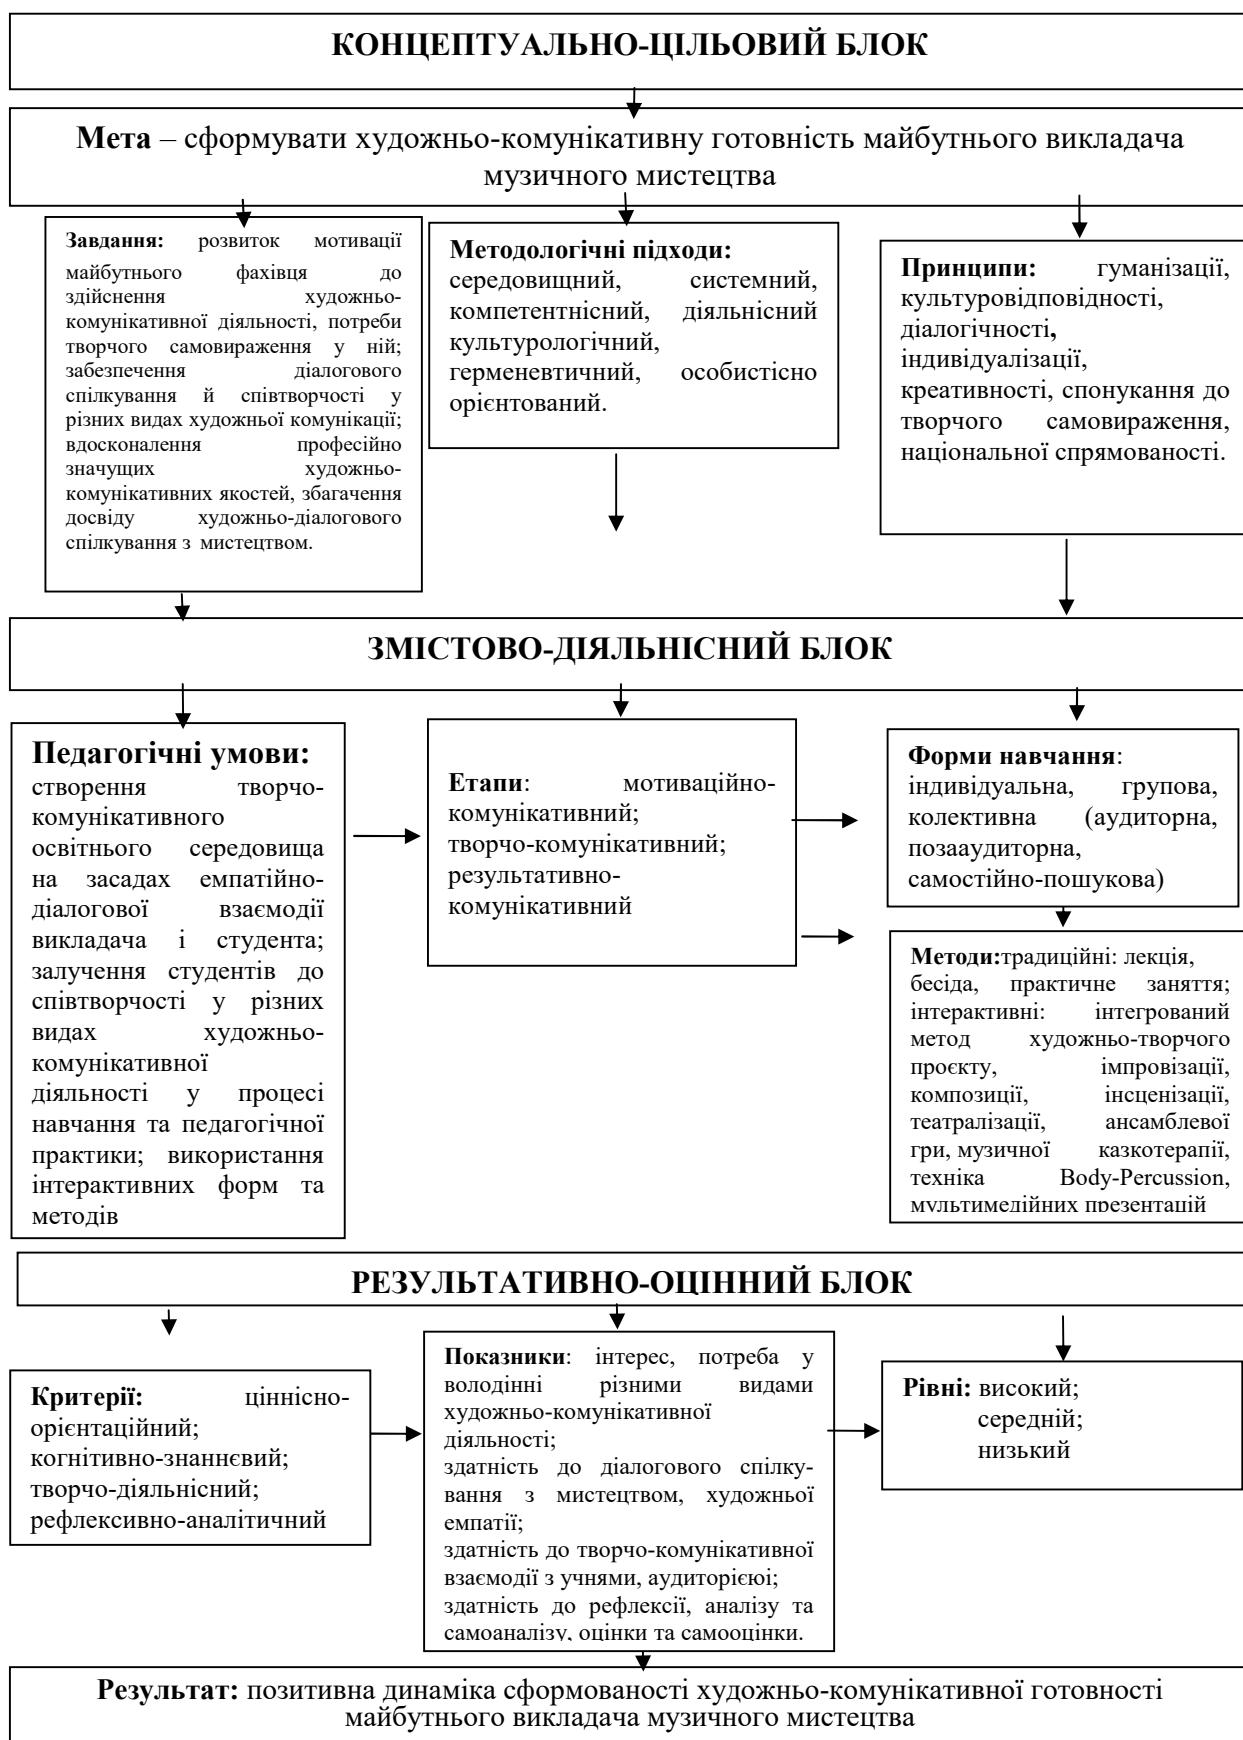 КОНЦЕПТУАЛЬНО-ЦІЛЬОВИЙ БЛОК
Мета – сформувати художньо-комунікативну готовність майбутнього викладача
музичного мистецтва
Завдання: розвиток мотивації
майбутнього фахівця до
здійснення художньо-
комунікативної діяльності, потреби
творчого самовираження у ній;
забезпечення діалогового
спілкування й співтворчості у
різних видах художньої комунікації;
вдосконалення професійно
значущих художньо-
комунікативних якостей, збагачення
досвіду художньо-діалогового
спілкування з мистецтвом.
Методологічні підходи:
середовищний, системний,
компетентнісний, діяльнісний
культурологічний,
герменевтичний, особистісно
орієнтований.
Принципи: гуманізації,
культуровідповідності,
діалогічності,
індивідуалізації,
креативності, спонукання до
творчого самовираження,
національної спрямованості.
ЗМІСТОВО-ДІЯЛЬНІСНИЙ БЛОК
Педагогічні умови:
створення творчо-
комунікативного
освітнього середовища
на засадах емпатійно-
діалогової взаємодії
викладача і студента;
залучення студентів до
співтворчості у різних
видах художньо-
комунікативної
діяльності у процесі
навчання та педагогічної
практики; використання
інтерактивних форм та
методів
Етапи: мотиваційно-
комунікативний;
творчо-комунікативний;
результативно-
комунікативний
Форми навчання:
індивідуальна, групова,
колективна (аудиторна,
позааудиторна,
самостійно-пошукова)
Методи:традиційні: лекція,
бесіда, практичне заняття;
інтерактивні: інтегрований
метод художньо-творчого
проєкту, імпровізації,
композиції, інсценізації,
театралізації, ансамблевої
гри, музичної казкотерапії,
техніка Body-Percussion,
мультимедійних презентацій
РЕЗУЛЬТАТИВНО-ОЦІННИЙ БЛОК
Критерії: ціннісно-
орієнтаційний;
когнітивно-знаннєвий;
творчо-діяльнісний;
рефлексивно-аналітичний
Показники: інтерес, потреба у
володінні різними видами
художньо-комунікативної
діяльності;
здатність до діалогового спілку-
вання з мистецтвом, художньої
емпатії;
здатність до творчо-комунікативної
взаємодії з учнями, аудиторією;
здатність до рефлексії, аналізу та
самоаналізу, оцінки та самооцінки.
Рівні: високий;
середній;
низький
Результат: позитивна динаміка сформованості художньо-комунікативної готовності
майбутнього викладача музичного мистецтва